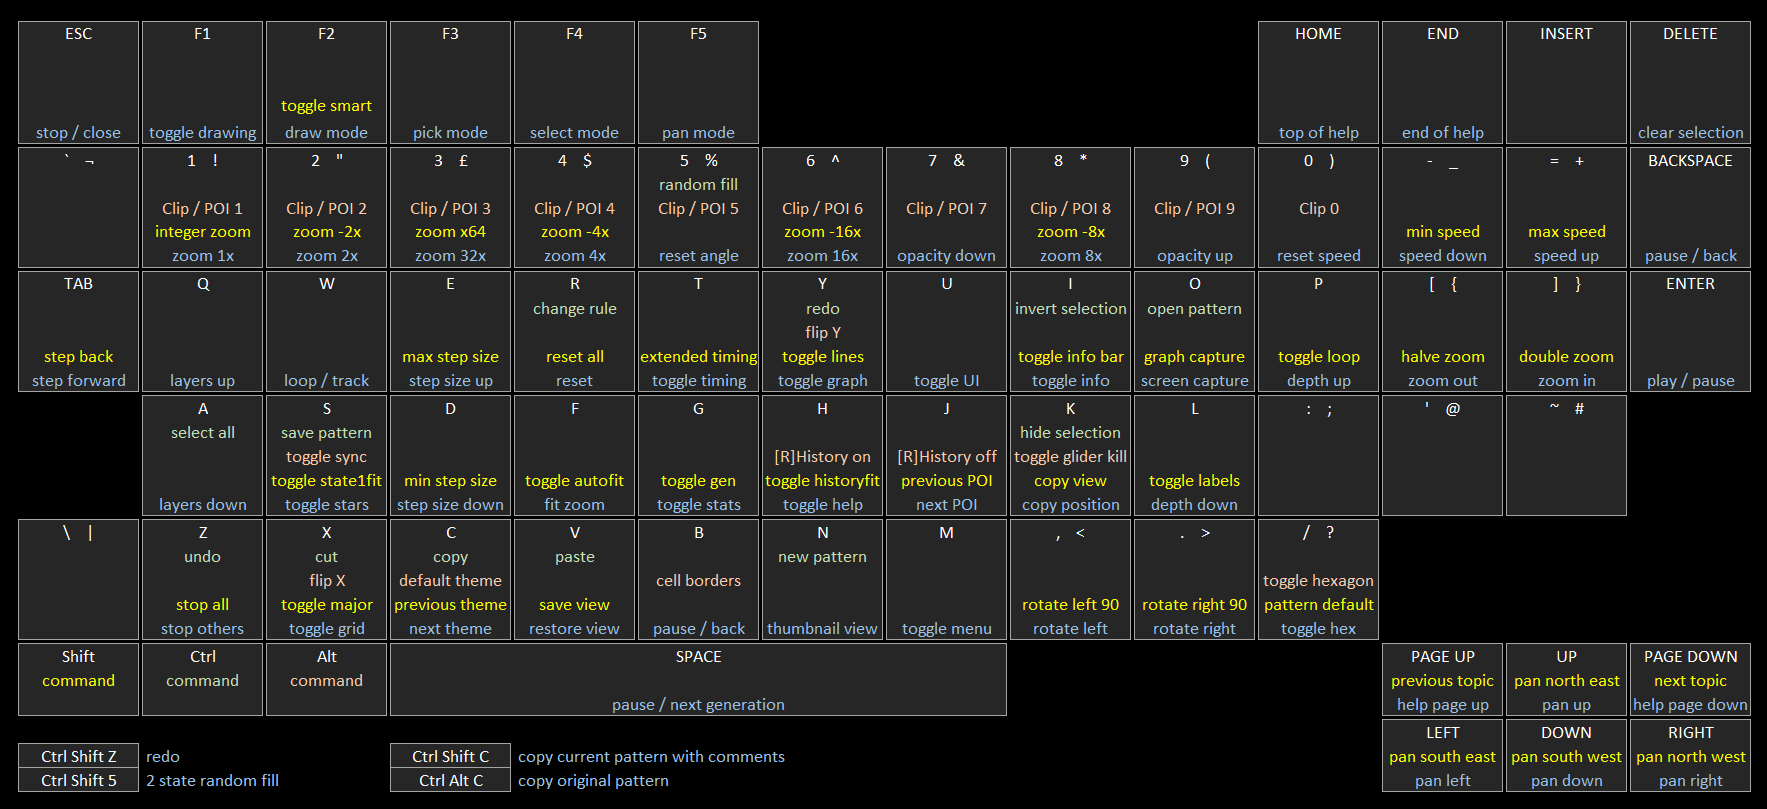 ESC F1 F2 F3 F4 F5 HOME END INSERT DELETE
toggle smart
stop / close toggle drawing draw mode pick mode select mode pan mode top of help end of help clear selection
` ¬ 1 ! 2 " 3 £ 4 $ 5 % 6 ^ 7 & 8 * 9 ( 0 ) - _ = + BACKSPACE
random fill
Clip / POI 1 Clip / POI 2 Clip / POI 3 Clip / POI 4 Clip / POI 5 Clip / POI 6 Clip / POI 7 Clip / POI 8 Clip / POI 9 Clip 0
integer zoom zoom -2x zoom x64 zoom -4x zoom -16x zoom -8x min speed max speed
zoom 1x zoom 2x zoom 32x zoom 4x reset angle zoom 16x opacity down zoom 8x opacity up reset speed speed down speed up pause / back
TAB Q W E R T Y U I O P [ { ] } ENTER
change rule redo invert selection open pattern
flip Y
step back max step size reset all extended timing toggle lines toggle info bar graph capture toggle loop halve zoom double zoom
step forward layers up loop / track step size up reset toggle timing toggle graph toggle UI toggle info screen capture depth up zoom out zoom in play / pause
A S D F G H J K L : ; ' @ ~ #
select all save pattern hide selection
toggle sync [R]History on [R]History off toggle glider kill
toggle state1fit min step size toggle autofit toggle gen toggle historyfit previous POI copy view toggle labels
layers down toggle stars step size down fit zoom toggle stats toggle help next POI copy position depth down
\ | Z X C V B N M , < . > / ?
undo cut copy paste new pattern
flip X default theme cell borders toggle hexagon
stop all toggle major previous theme save view rotate left 90 rotate right 90 pattern default
stop others toggle grid next theme restore view pause / back thumbnail view toggle menu rotate left rotate right toggle hex
Shift Ctrl Alt SPACE PAGE UP UP PAGE DOWN
command command command previous topic pan north east next topic
pause / next generation help page up pan up help page down
LEFT DOWN RIGHT
Ctrl Shift Z redo Ctrl Shift C copy current pattern with comments pan south east pan south west pan north west
Ctrl Shift 5 2 state random fill Ctrl Alt C copy original pattern pan left pan down pan right